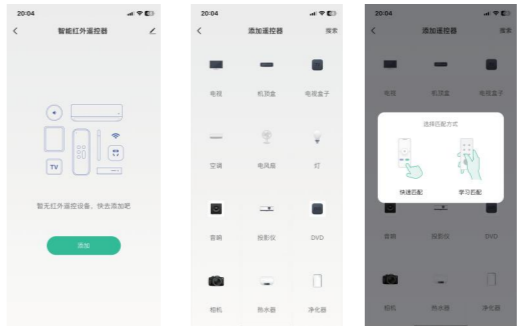 20:04
智能红外遥控器
TV
暂无红外遥控设备，快去添加吧
添加
20:04
添加遥控器
搜索
电视
机顶盒
电视盒子
空调
电风扇
灯
音响
投影仪
DVD
相机
热水器
净化器
20:04
添加遥控器
搜索
电视
机顶盒
电视盒子
选择匹配方式
快速匹配
学习匹配
音响
投影仪
DVD
相机
热水器
净化器